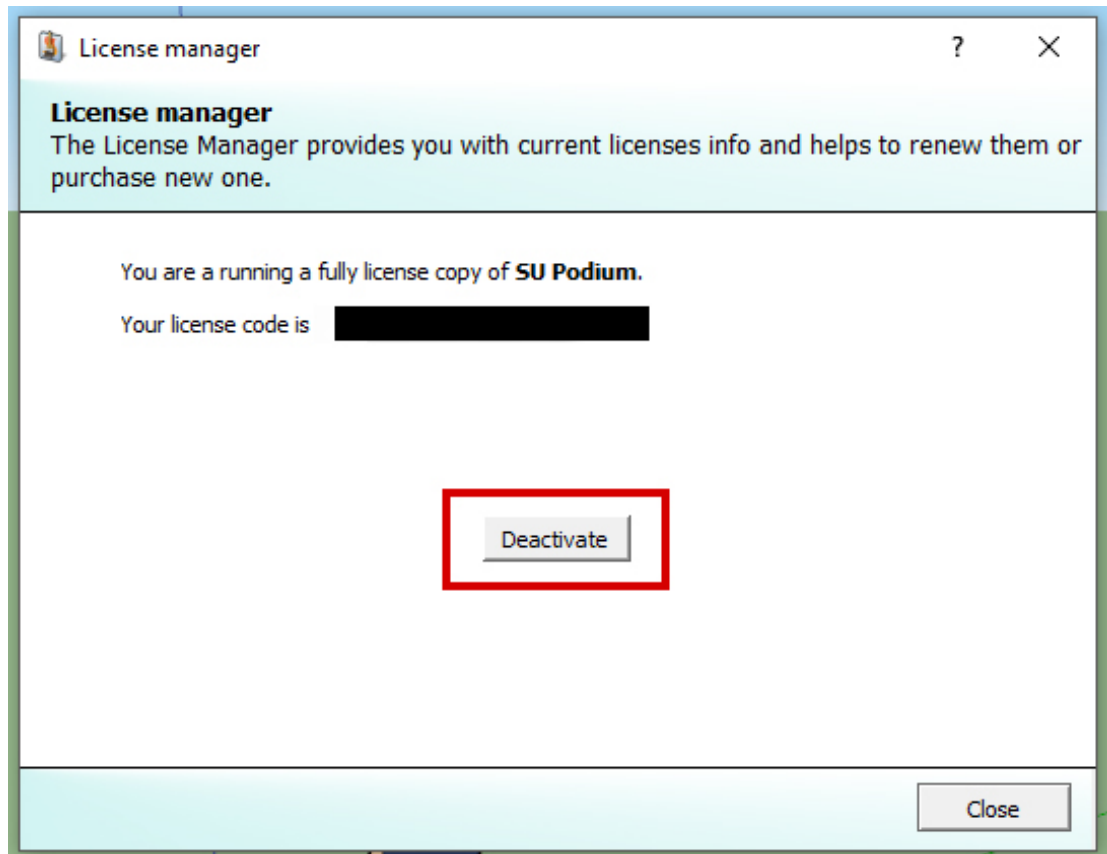 License manager
?
License manager
The License Manager provides you with current licenses info and helps to renew them or
purchase new one.
You are a running a fully license copy of SU Podium.
Your license code is
Deactivate
Close